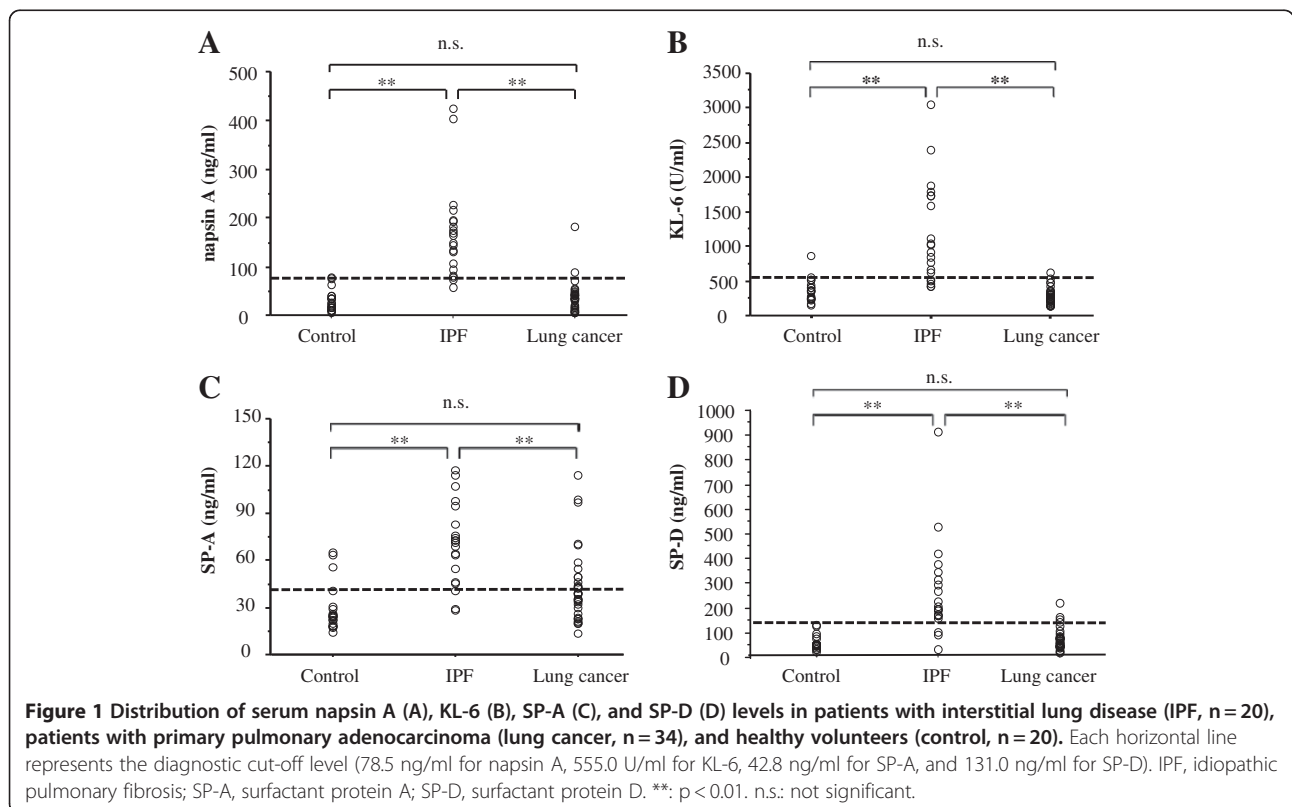 A
n.s.
**
**
500
400
300
200
100
0
napsin A (ng/ml)
Control
IPF
Lung cancer
B
n.s.
**
**
3500
3000
2500
2000
1500
1000
500
0
KL-6 (U/ml)
Control
IPF
Lung cancer
C
n.s.
**
**
150
120
90
60
30
0
SP-A (ng/ml)
Control
IPF
Lung cancer
D
n.s.
**
**
1000
900
800
700
600
500
400
300
200
100
0
SP-D (ng/ml)
Control
IPF
Lung cancer
Figure 1 Distribution of serum napsin A (A), KL-6 (B), SP-A (C), and SP-D (D) levels in patients with interstitial lung disease (IPF, n = 20),
patients with primary pulmonary adenocarcinoma (lung cancer, n = 34), and healthy volunteers (control, n = 20). Each horizontal line
represents the diagnostic cut-off level (78.5 ng/ml for napsin A, 555.0 U/ml for KL-6, 42.8 ng/ml for SP-A, and 131.0 ng/ml for SP-D). IPF, idiopathic
pulmonary fibrosis; SP-A, surfactant protein A; SP-D, surfactant protein D. **: p < 0.01. n.s.: not significant.